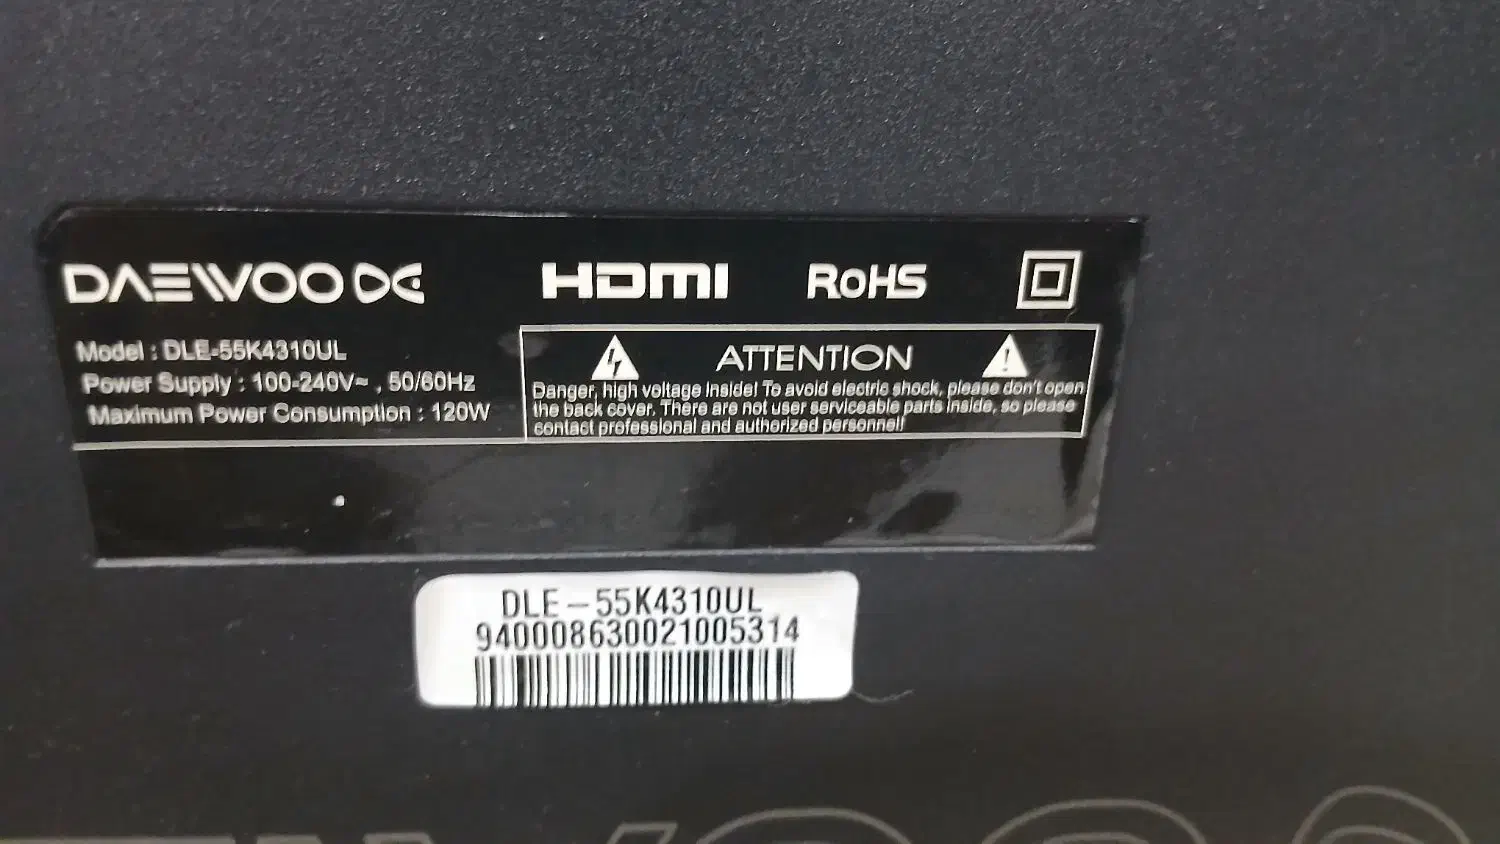 DAEWOO
HDMI
RoHS
Model : DLE-55K4310UL
Power Supply : 100-240V~ , 50/60Hz
Maximum Power Consumption : 120W
ATTENTION
Danger, high voltage inside! To avoid electric shock, please don't open
the back cover. There are not user serviceable parts inside, so please
contact professional and authorized personnel!
DLE-55K4310UL
940008630021005314